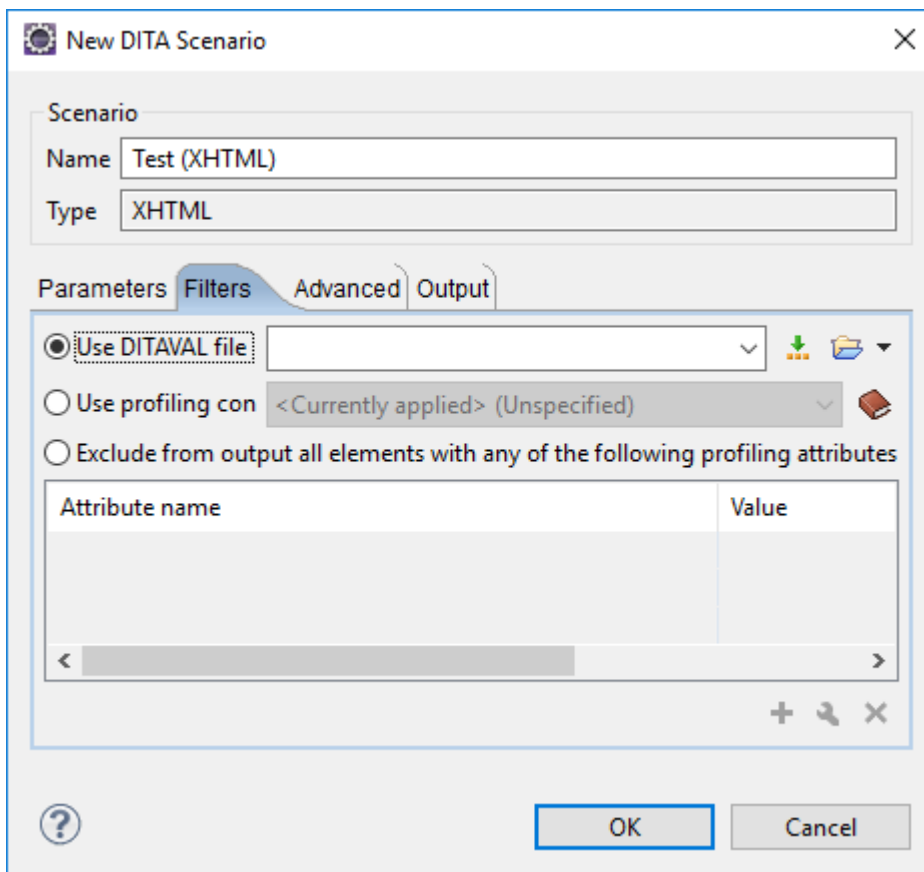 New DITA Scenario
Scenario
Name Test (XHTML)
Type XHTML
Parameters Filters Advanced Output
Use DITAVAL file
Use profiling con <Currently applied> (Unspecified)
Exclude from output all elements with any of the following profiling attributes
Attribute name Value
OK Cancel